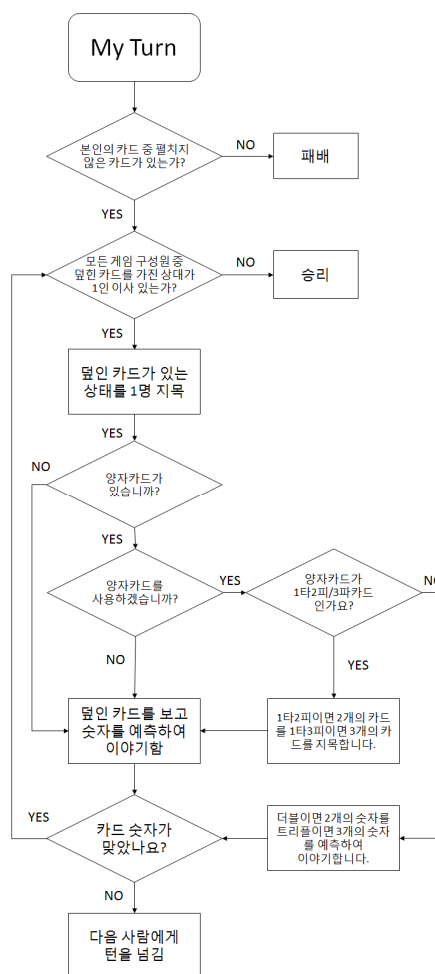 My Turn
본인의 카드 중 펼치지
않은 카드가 있는가?
NO
패배
YES
모든 게임 구성원 중
덮힌 카드를 가진 상대가
1인 이사 있는가?
NO
승리
YES
덮인 카드가 있는
상태를 1명 지목
YES
NO
양자카드가
있습니까?
YES
양자카드를
사용하겠습니까?
YES
양자카드가
1타2피/3파카드
인가요?
NO
NO
YES
덮인 카드를 보고
숫자를 예측하여
이야기함
1타2피이면 2개의 카드
를 1타3피이면 3개의 카
드를 지목합니다.
YES
카드 숫자가
맞았나요?
더블이면 2개의 숫자를
트리플이면 3개의 숫자
를 예측하여
이야기합니다.
NO
다음 사람에게
턴을 넘김